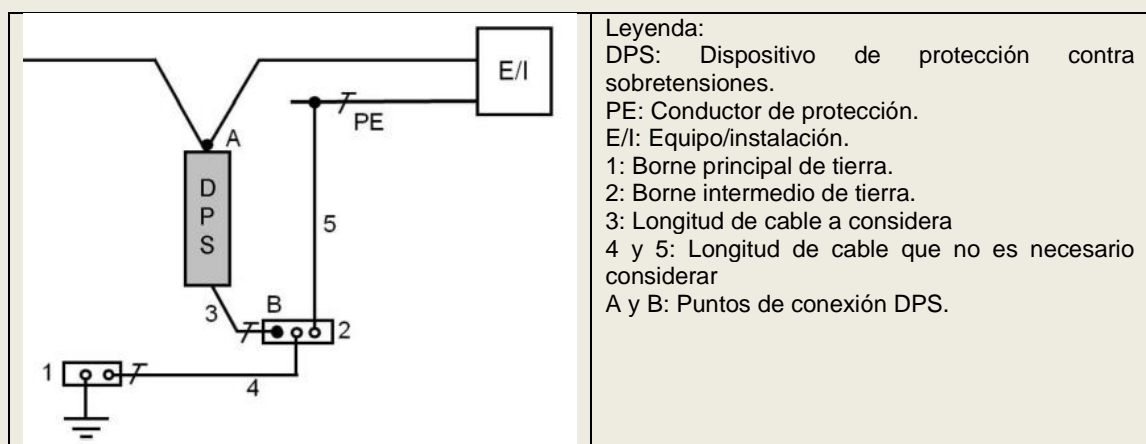 E/I
PE
A
D
P
S
5
3
B
2
1
4
Leyenda:
DPS: Dispositivo de protección contra
sobretensiones.
PE: Conductor de protección.
E/I: Equipo/instalación.
1: Borne principal de tierra.
2: Borne intermedio de tierra.
3: Longitud de cable a considera
4 y 5: Longitud de cable que no es necesario
considerar
A y B: Puntos de conexión DPS.